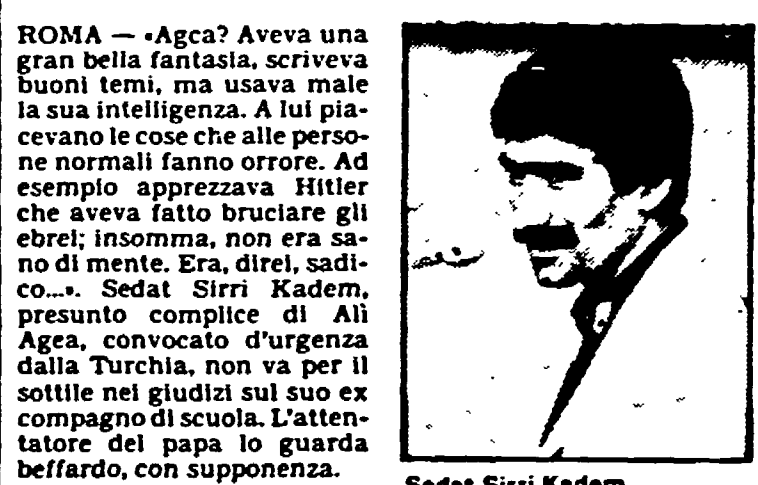 ROMA — «Agca? Aveva una
gran bella fantasia, scriveva
buoni temi, ma usava male
la sua intelligenza. A lui pia-
cevano le cose che alle perso-
ne normali fanno orrore. Ad
esempio apprezzava Hitler
che aveva fatto bruciare gli
ebrei; insomma, non era sa-
no di mente. Era, direi, sadi-
co...». Sedat Sirri Kadem,
presunto complice di Alì
Agea, convocato d'urgenza
dalla Turchia, non va per il
sottile nei giudizi sul suo ex
compagno di scuola. L'atten-
tatore del papa lo guarda
beffardo, con supponenza.
Sedat Sirri Kadem